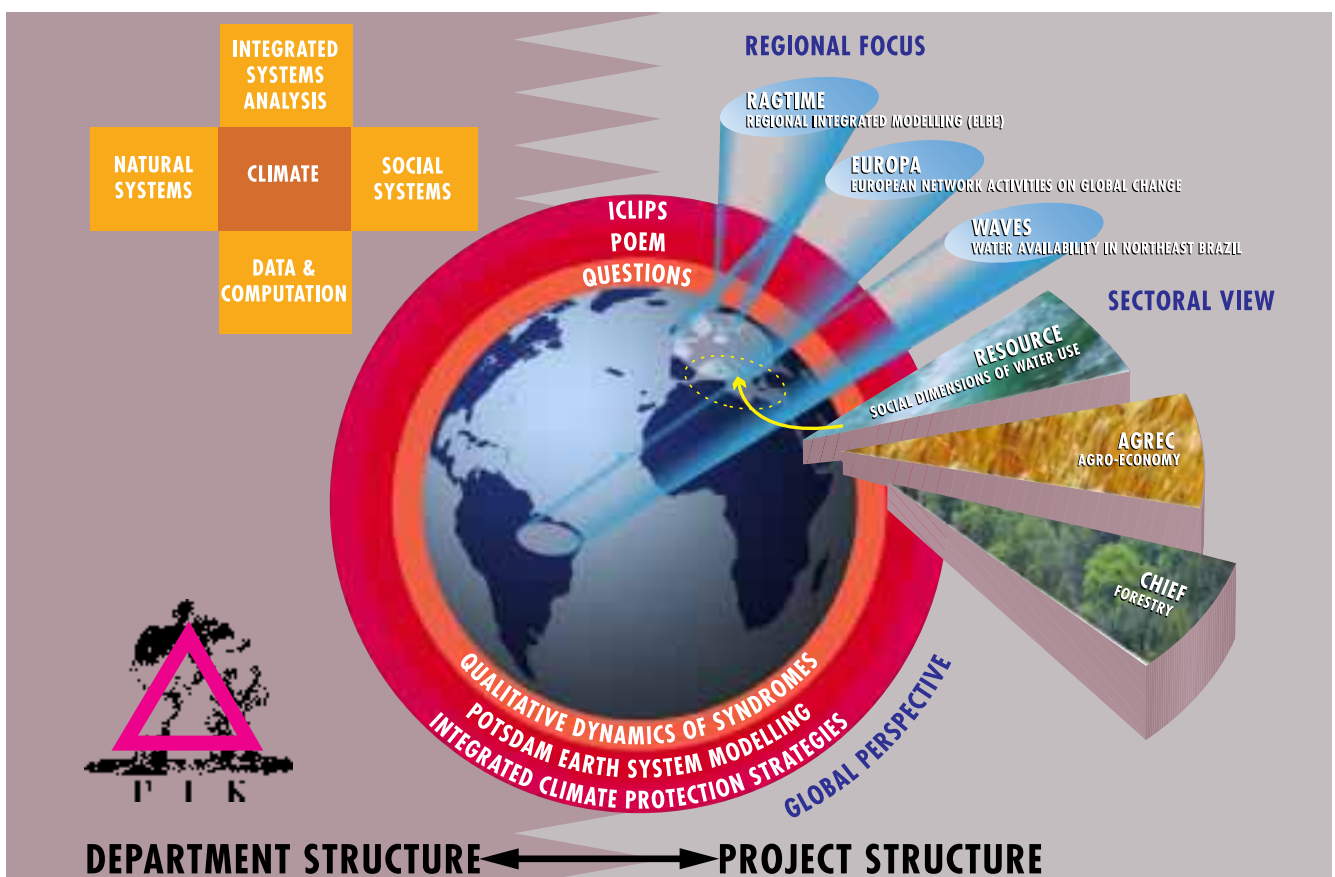 INTEGRATED
SYSTEMS
ANALYSIS
NATURAL
SYSTEMS
CLIMATE
SOCIAL
SYSTEMS
DATA &
COMPUTATION
REGIONAL FOCUS
RAGTIME
REGIONAL INTEGRATED MODELLING (ELBE)
EUROPA
EUROPEAN NETWORK ACTIVITIES ON GLOBAL CHANGE
WAVES
WATER AVAILABILITY IN NORTHEAST BRAZIL
SECTORAL VIEW
RESOURCE
SOCIAL DIMENSIONS OF WATER USE
AGREC
AGRO-ECONOMY
CHIEF
FORESTRY
ICLIPS
POEM
QUESTIONS
QUALITATIVE DYNAMICS OF SYNDROMES
POTSDAM EARTH SYSTEM MODELLING
INTEGRATED CLIMATE PROTECTION STRATEGIES
GLOBAL PERSPECTIVE
P I K
DEPARTMENT STRUCTURE
PROJECT STRUCTURE